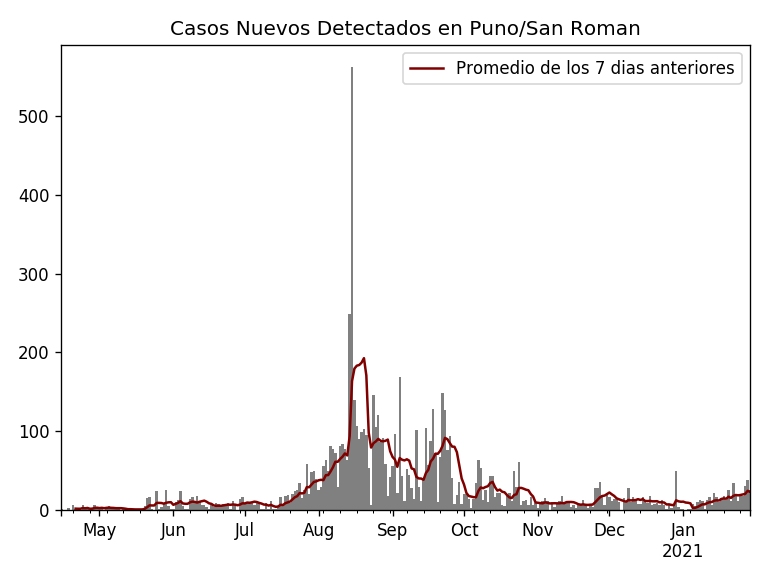 Casos Nuevos Detectados en Puno/San Roman
Promedio de los 7 dias anteriores
500
400
300
200
100
0
May Jun Jul Aug Sep Oct Nov Dec Jan
2021